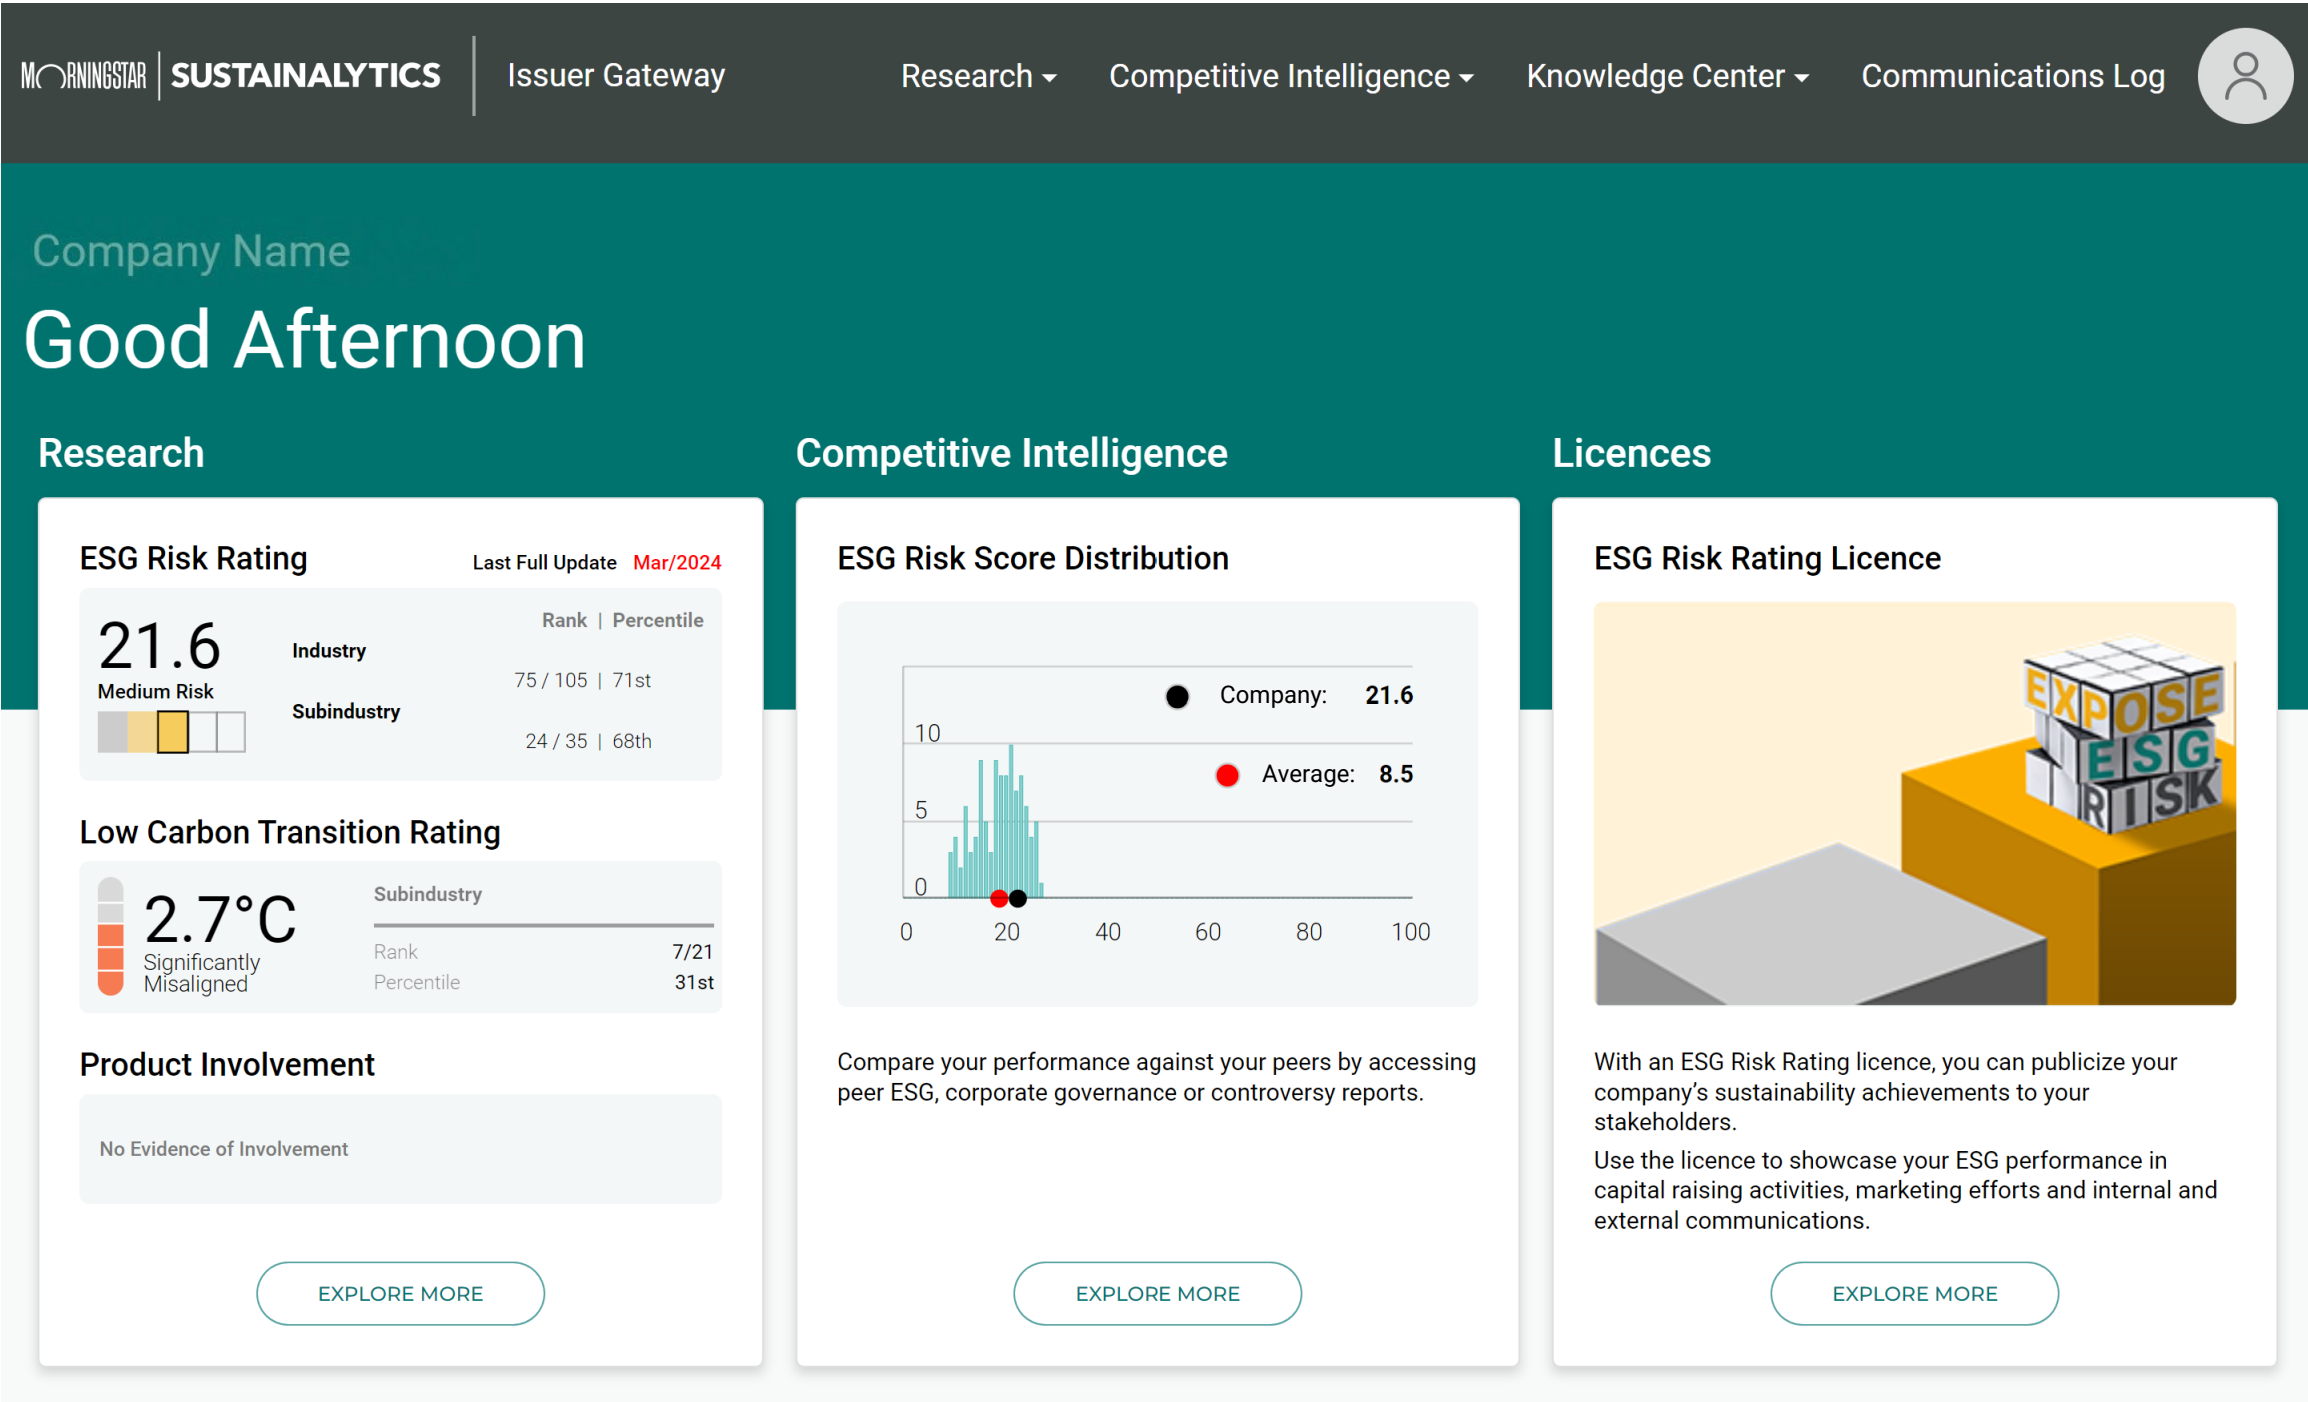 MORNINGSTAR | SUSTAINALYTICS
Issuer Gateway
Research
Competitive Intelligence
Knowledge Center
Communications Log
Company Name
Good Afternoon
Research
ESG Risk Rating
Last Full Update Mar/2024
Rank | Percentile
21.6
Medium Risk
Industry
75 / 105 | 71st
Subindustry
24 / 35 | 68th
Low Carbon Transition Rating
2.7°C
Significantly
Misaligned
Subindustry
Rank 7/21
Percentile 31st
Product Involvement
No Evidence of Involvement
EXPLORE MORE
Competitive Intelligence
ESG Risk Score Distribution
Company: 21.6
Average: 8.5
10
5
0
0 20 40 60 80 100
Compare your performance against your peers by accessing
peer ESG, corporate governance or controversy reports.
EXPLORE MORE
Licences
ESG Risk Rating Licence
EXPOSE
ESG
RISK
With an ESG Risk Rating licence, you can publicize your
company’s sustainability achievements to your
stakeholders.
Use the licence to showcase your ESG performance in
capital raising activities, marketing efforts and internal and
external communications.
EXPLORE MORE